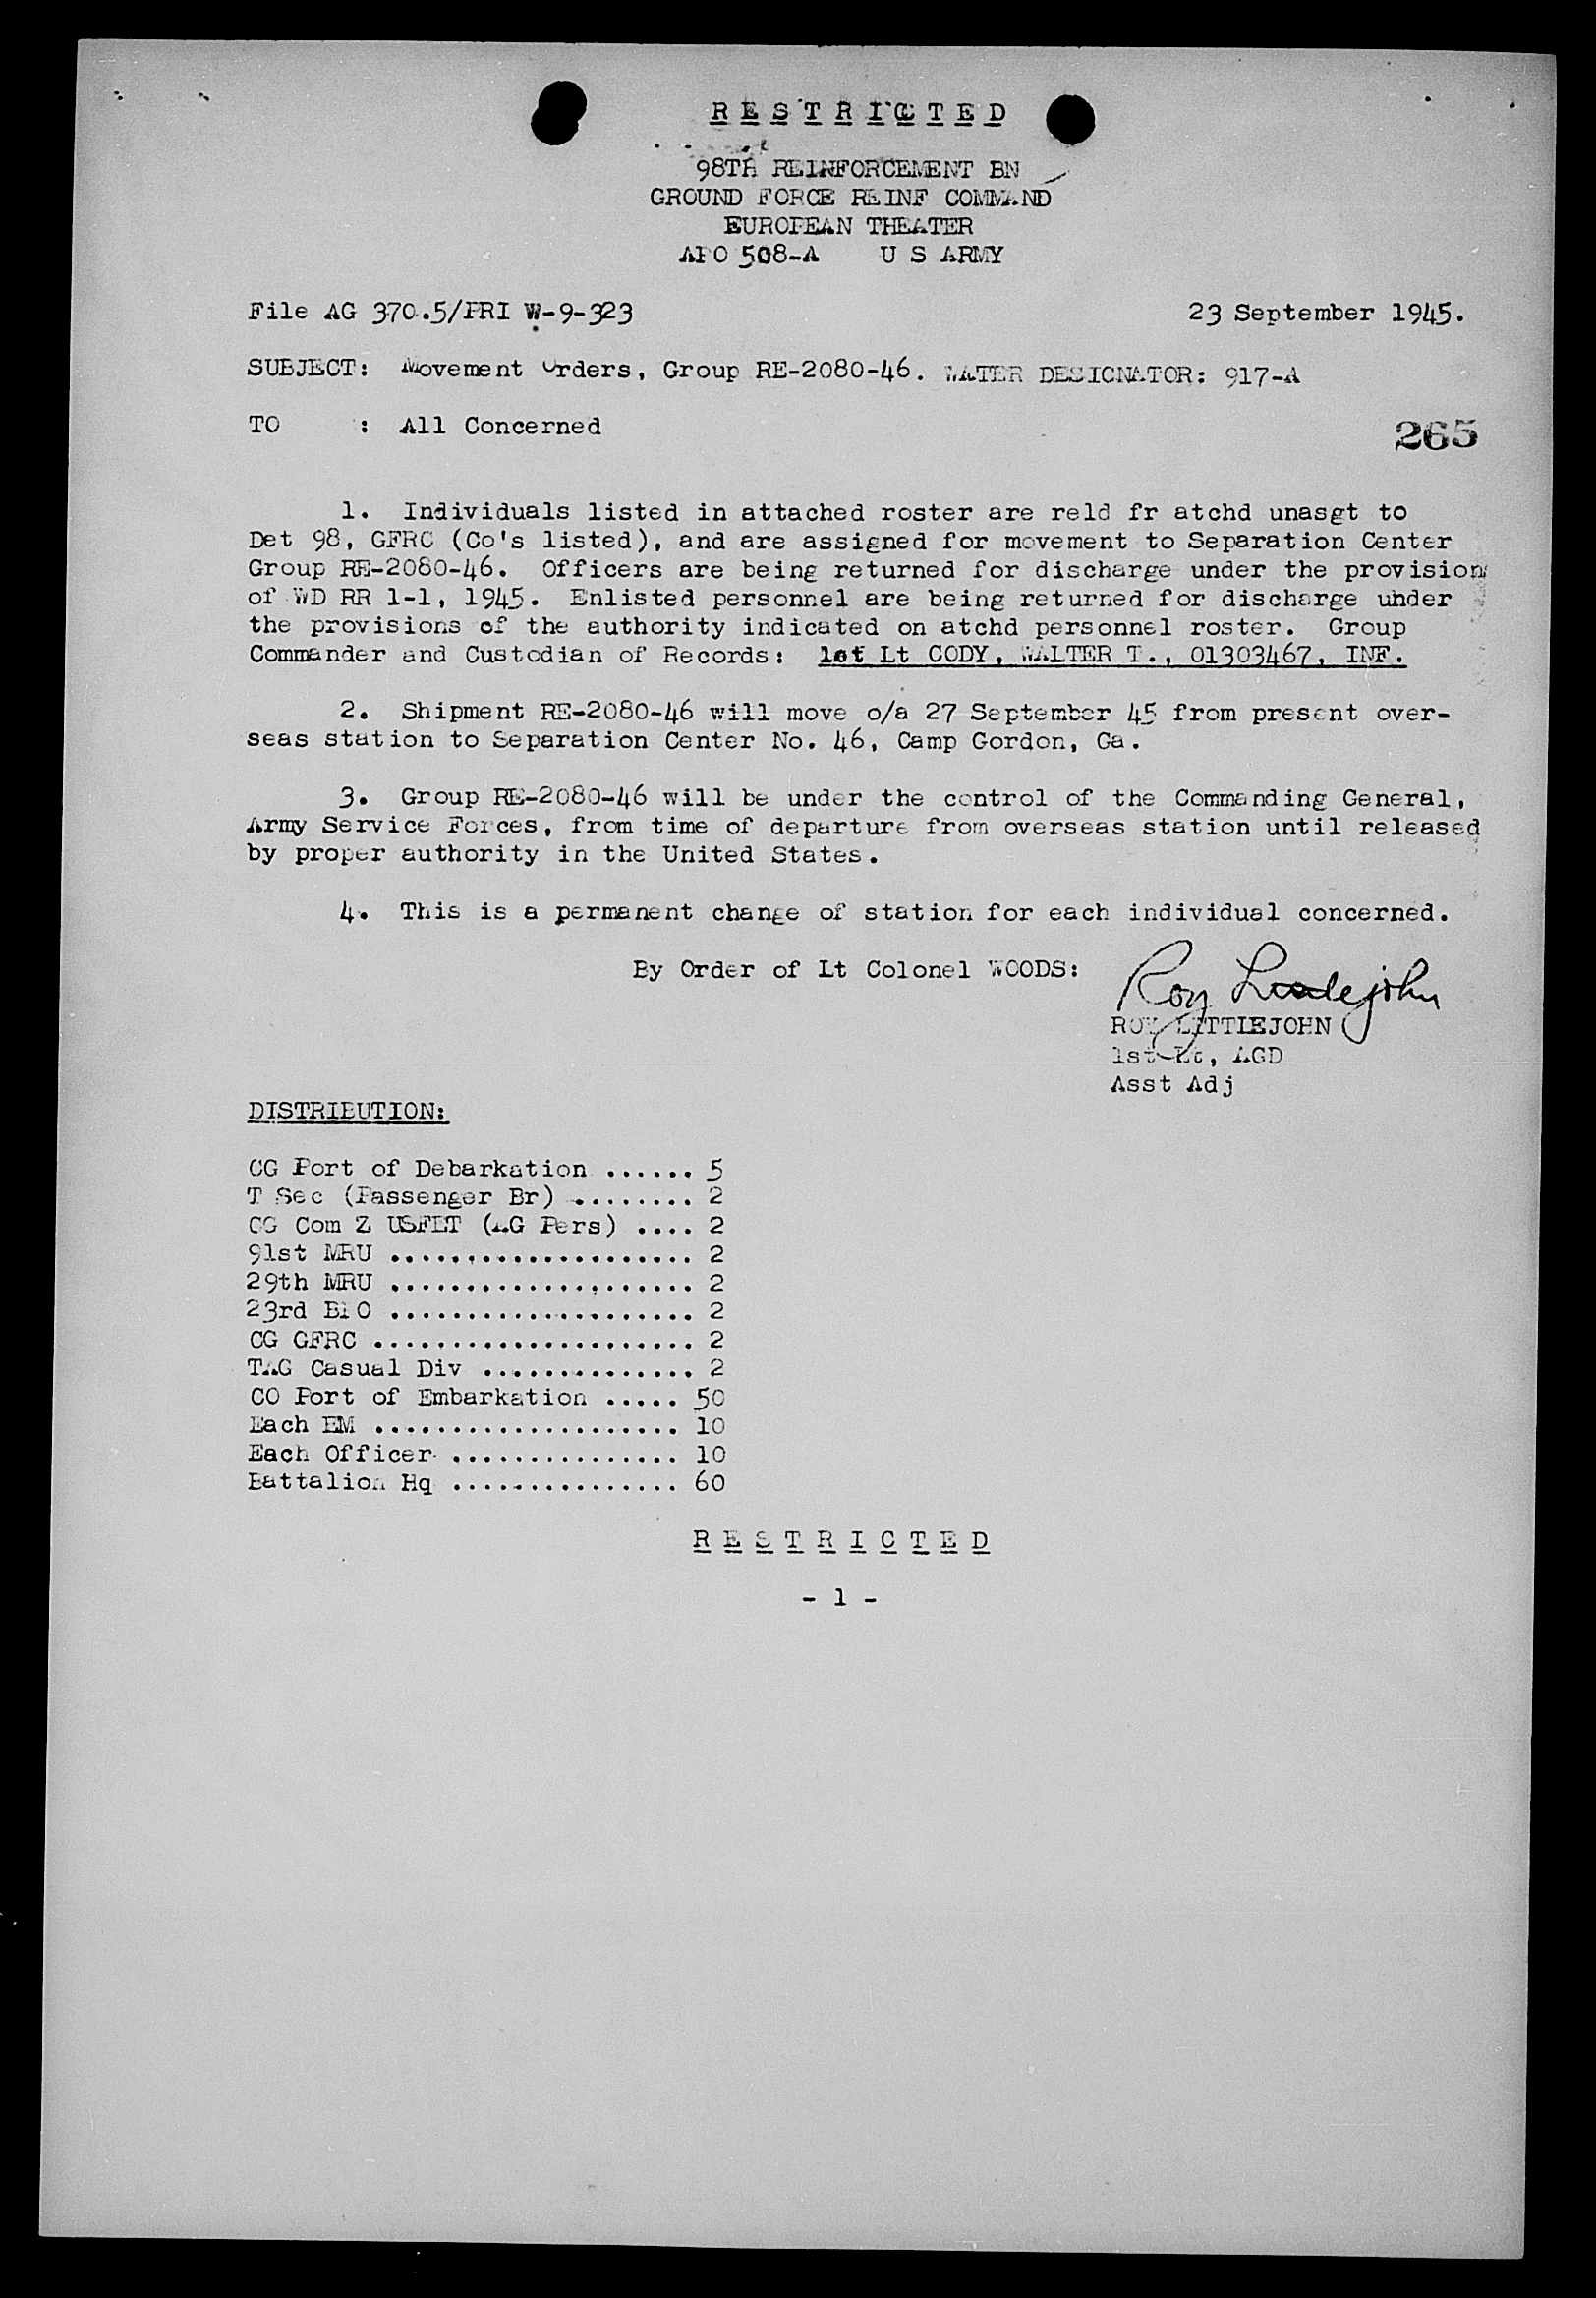 R E S T R I C T E D
98TH REINFORCEMENT BN
GROUND FORCE REINF COMMAND
EUROPEAN THEATER
APO 508-A U S ARMY
File AG 370.5/PRI W-9-323 23 September 1945.
SUBJECT: Movement Orders, Group RE-2080-46. WATER DESIGNATOR: 917-A
TO : All Concerned
265
1. Individuals listed in attached roster are reld fr atchd unasgt to
Det 98, GFRC (Co's listed), and are assigned for movement to Separation Center
Group RE-2080-46. Officers are being returned for discharge under the provisions
of WD RR 1-1, 1945. Enlisted personnel are being returned for discharge under
the provisions of the authority indicated on atchd personnel roster. Group
Commander and Custodian of Records: 1st Lt CODY, WALTER T., 01303467, INF.
2. Shipment RE-2080-46 will move o/a 27 September 45 from present over-
seas station to Separation Center No. 46, Camp Gordon, Ga.
3. Group RE-2080-46 will be under the control of the Commanding General,
Army Service Forces, from time of departure from overseas station until released
by proper authority in the United States.
4. This is a permanent change of station for each individual concerned.
By Order of Lt Colonel WOODS:
Roy Littlejohn
ROY LITTLEJOHN
1st Lt, AGD
Asst Adj
DISTRIBUTION:
CG Port of Debarkation ...... 5
T Sec (Passenger Br) ........ 2
CG Com Z USFET (AG Pers) .... 2
91st MRU .................... 2
29th MRU .................... 2
23rd BPO .................... 2
CG GFRC ..................... 2
TAG Casual Div .............. 2
CO Port of Embarkation ..... 50
Each EM .................... 10
Each Officer ............... 10
Battalion Hq ............... 60
R E S T R I C T E D
- 1 -